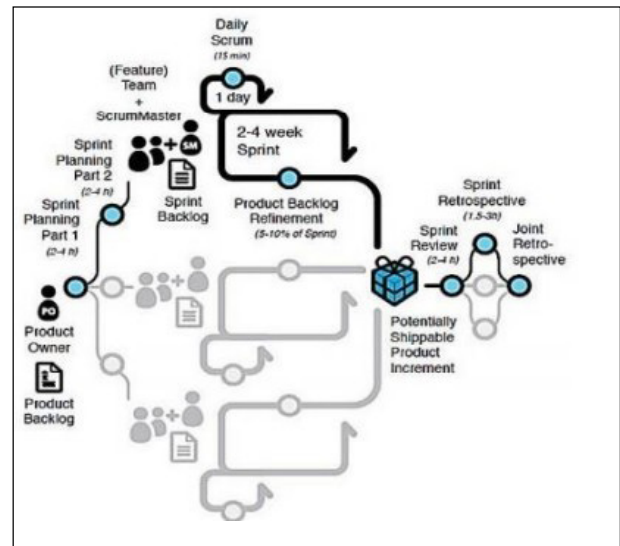 Daily
Scrum
(15 min)
1 day
(Feature)
Team
+
ScrumMaster
+
SM
2-4 week
Sprint
Sprint
Planning
Part 2
(2-4 h)
Sprint
Backlog
Product Backlog
Refinement
(5-10% of Sprint)
Sprint
Planning
Part 1
(2-4 h)
Sprint
Retrospective
(1.5-3h)
Sprint
Review
(2-4 h)
Joint
Retro-
spective
PO
Product
Owner
Product
Backlog
+
Potentially
Shippable
Product
Increment
+